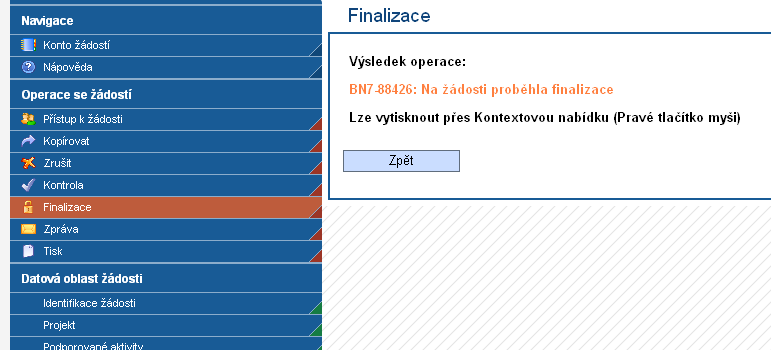 Navigace
Konto žádostí
Nápověda
Operace se žádostí
Přístup k žádosti
Kopírovat
Zrušit
Kontrola
Finalizace
Zpráva
Tisk
Datová oblast žádosti
Identifikace žádosti
Projekt
Podporované aktivity
Finalizace
Výsledek operace:
BN7-88426: Na žádosti proběhla finalizace
Lze vytisknout přes Kontextovou nabídku (Pravé tlačítko myši)
Zpět